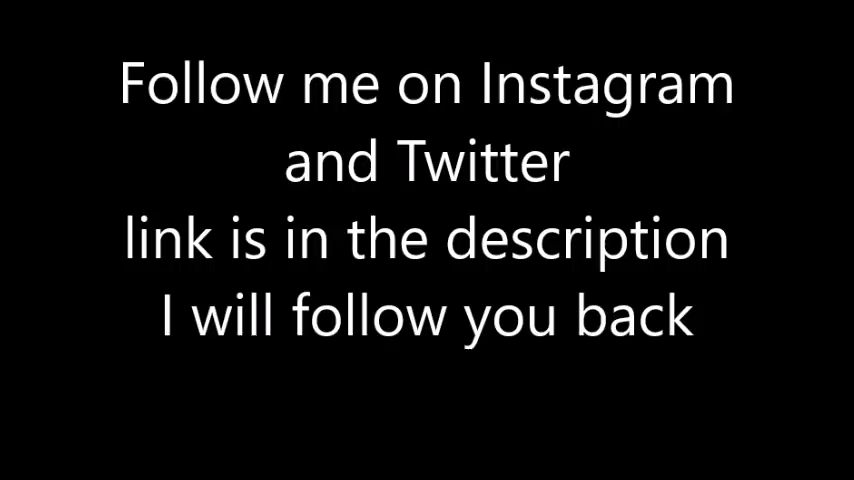 Follow me on Instagram
and Twitter
link is in the description
I will follow you back